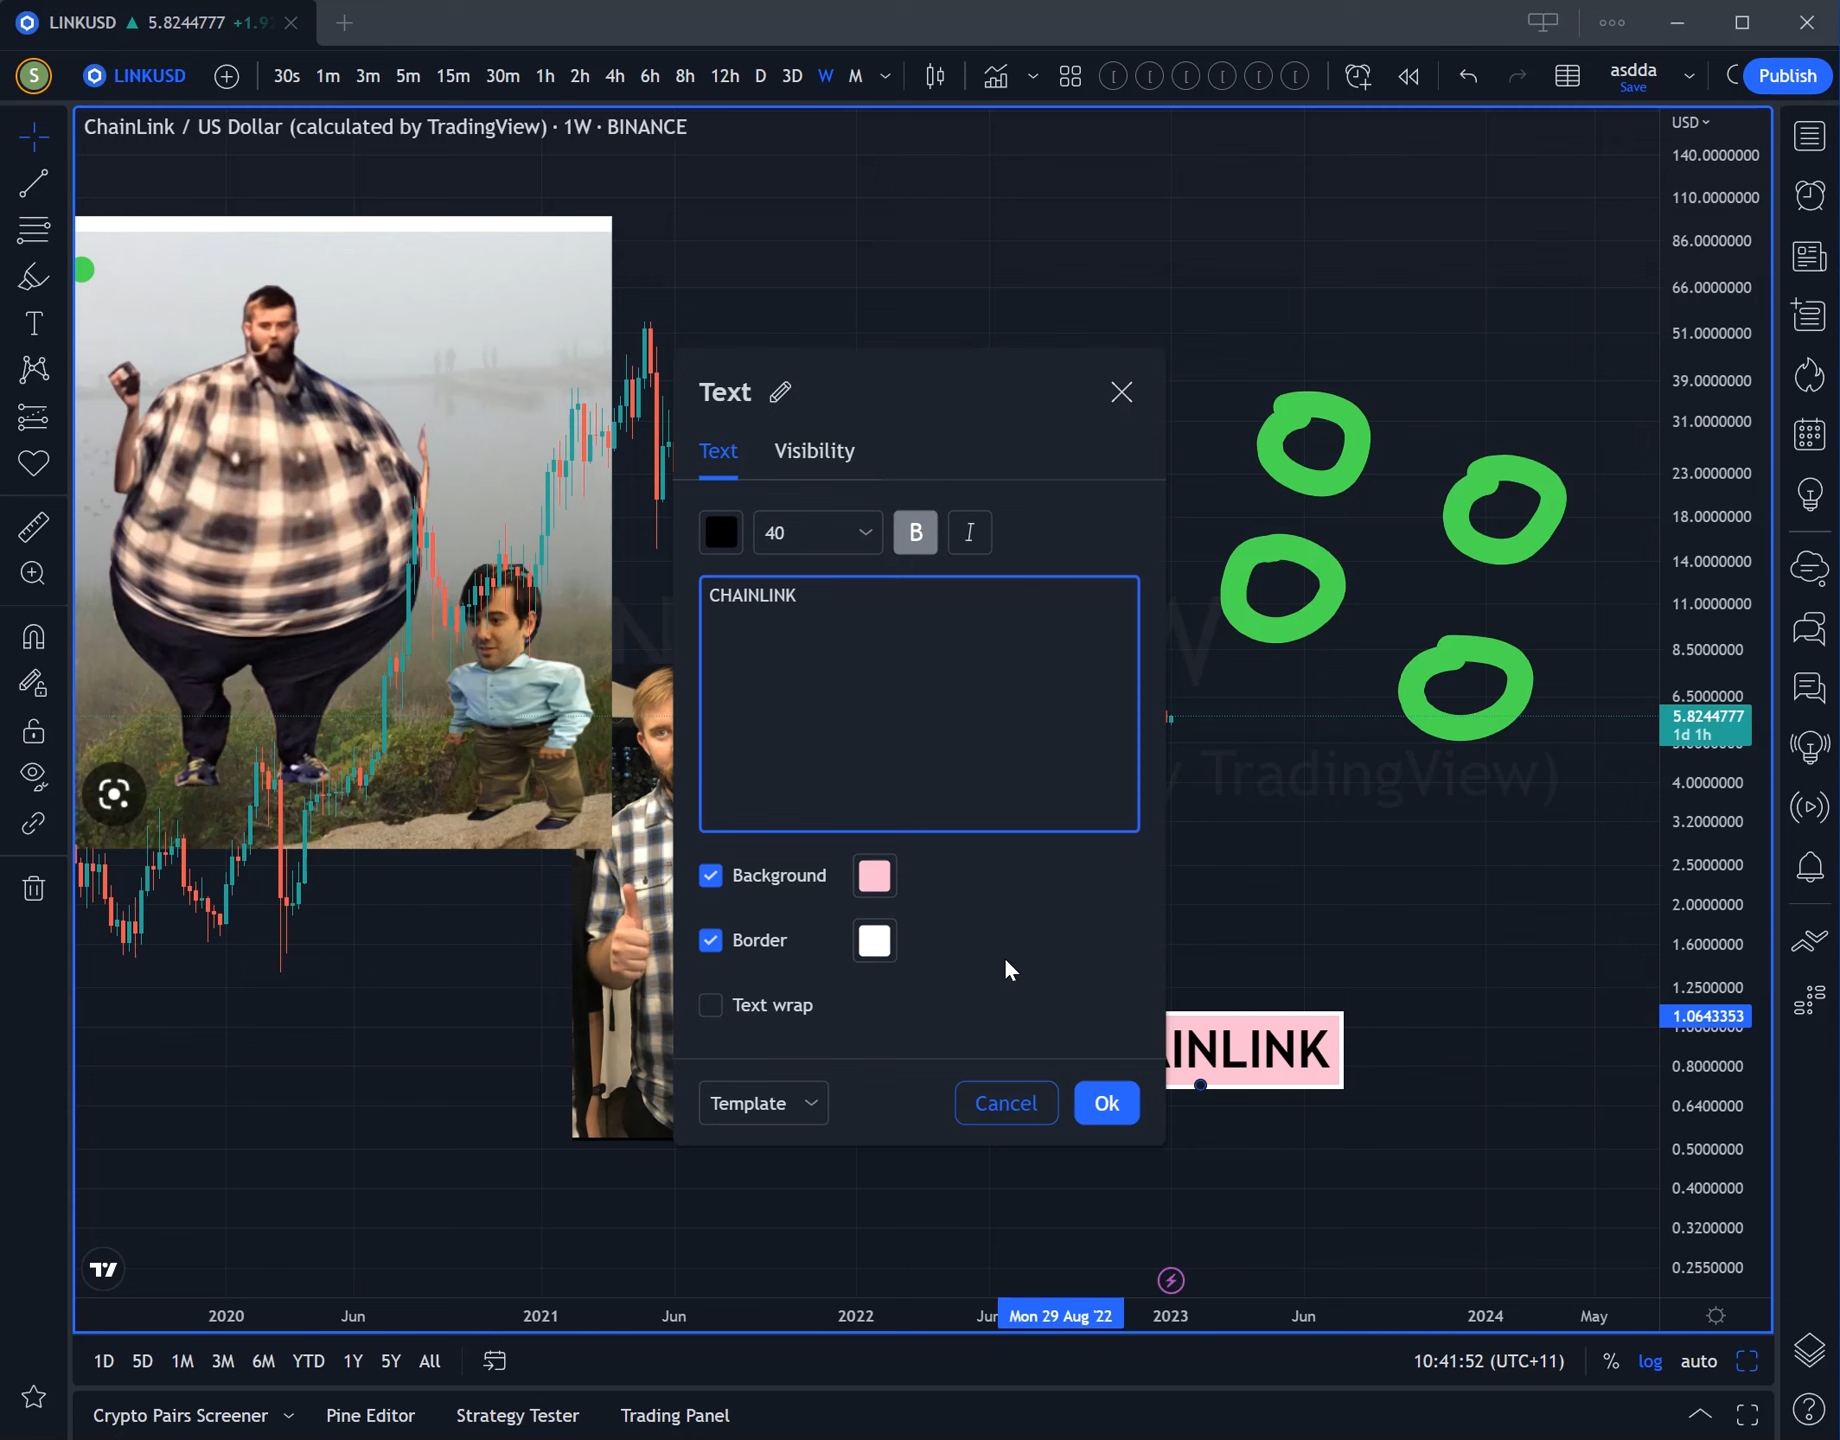 LINKUSD ▲ 5.8244777 +1.9
S LINKUSD 30s 1m 3m 5m 15m 30m 1h 2h 4h 6h 8h 12h D 3D W M asdda Publish
Save
ChainLink / US Dollar (calculated by TradingView) · 1W · BINANCE
USD
140.0000000
110.0000000
86.0000000
66.0000000
51.0000000
39.0000000
31.0000000
23.0000000
18.0000000
14.0000000
11.0000000
8.5000000
6.5000000
5.8244777
1d 1h
4.0000000
3.2000000
2.5000000
2.0000000
1.6000000
1.2500000
1.0643353
0.8000000
0.6400000
0.5000000
0.4000000
0.3200000
0.2550000
Text
Text Visibility
40 B I
CHAINLINK
Background
Border
Text wrap
Template Cancel Ok
AINLINK
y TradingView)
2020 Jun 2021 Jun 2022 Jun Mon 29 Aug '22 2023 Jun 2024 May
1D 5D 1M 3M 6M YTD 1Y 5Y All 10:41:52 (UTC+11) % log auto
Crypto Pairs Screener Pine Editor Strategy Tester Trading Panel